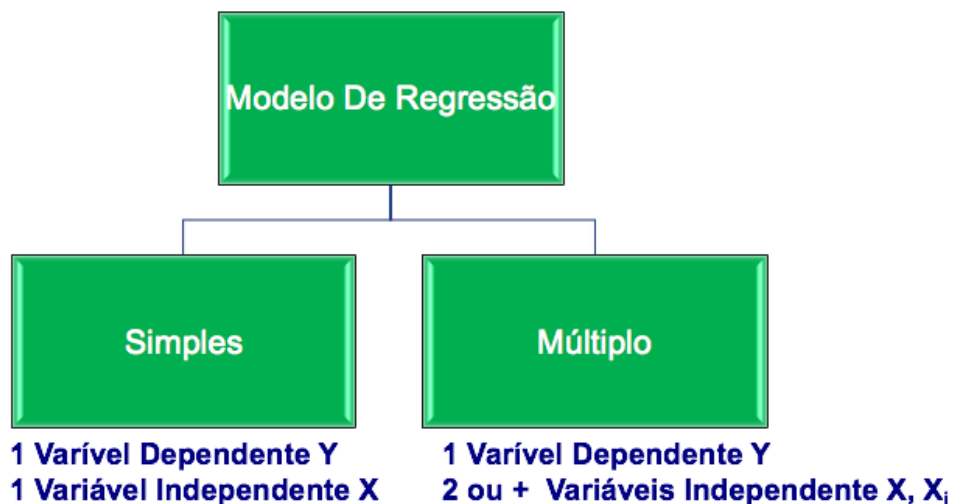 Modelo De Regressão
Simples
Múltiplo
1 Varível Dependente Y
1 Variável Independente X
1 Varível Dependente Y
2 ou + Variáveis Independente X, Xᵢ